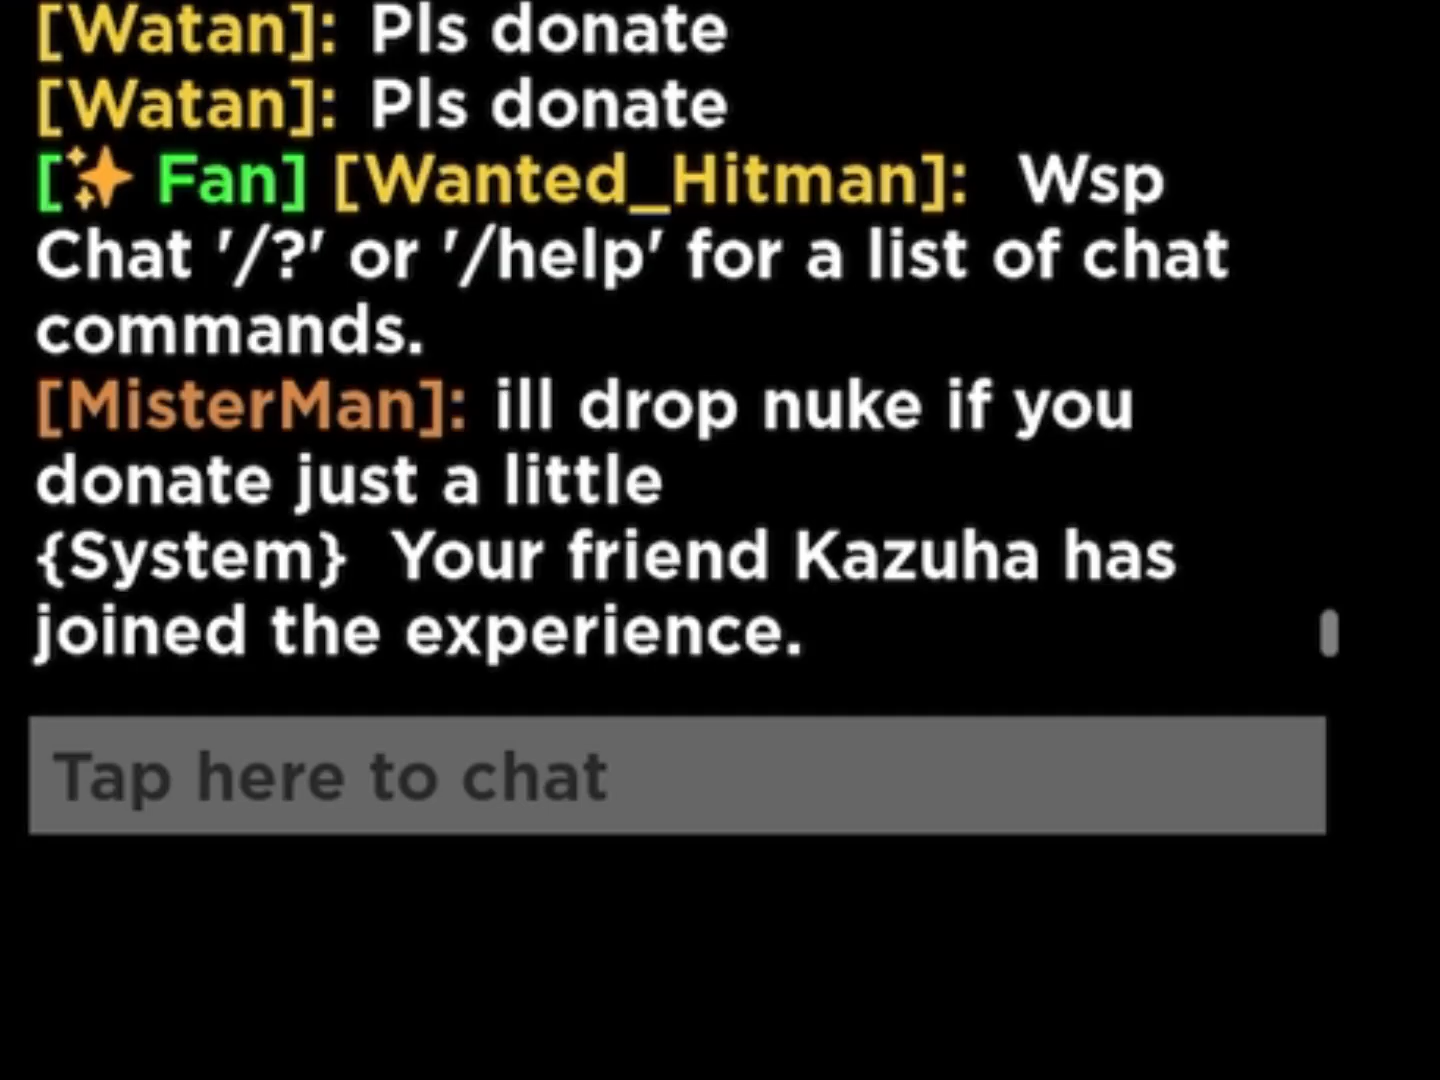 [Watan]: Pls donate
[Watan]: Pls donate
[✨ Fan] [Wanted_Hitman]: Wsp
Chat '/?' or '/help' for a list of chat
commands.
[MisterMan]: ill drop nuke if you
donate just a little
{System} Your friend Kazuha has
joined the experience.
Tap here to chat